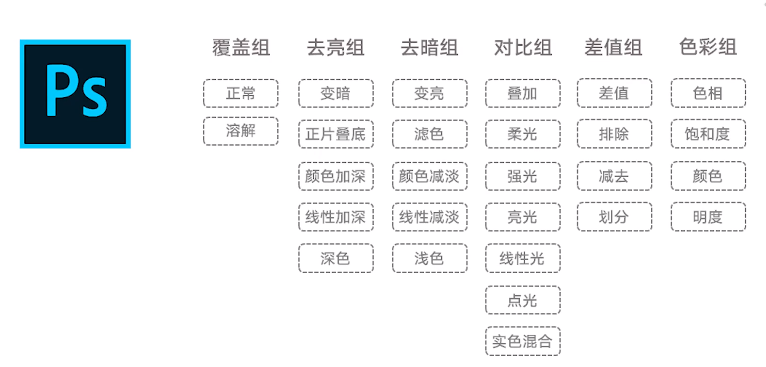 Ps
覆盖组 去亮组 去暗组 对比组 差值组 色彩组
正常 变暗 变亮 叠加 差值 色相
溶解 正片叠底 滤色 柔光 排除 饱和度
颜色加深 颜色减淡 强光 减去 颜色
线性加深 线性减淡 亮光 划分 明度
深色 浅色 线性光
点光
实色混合